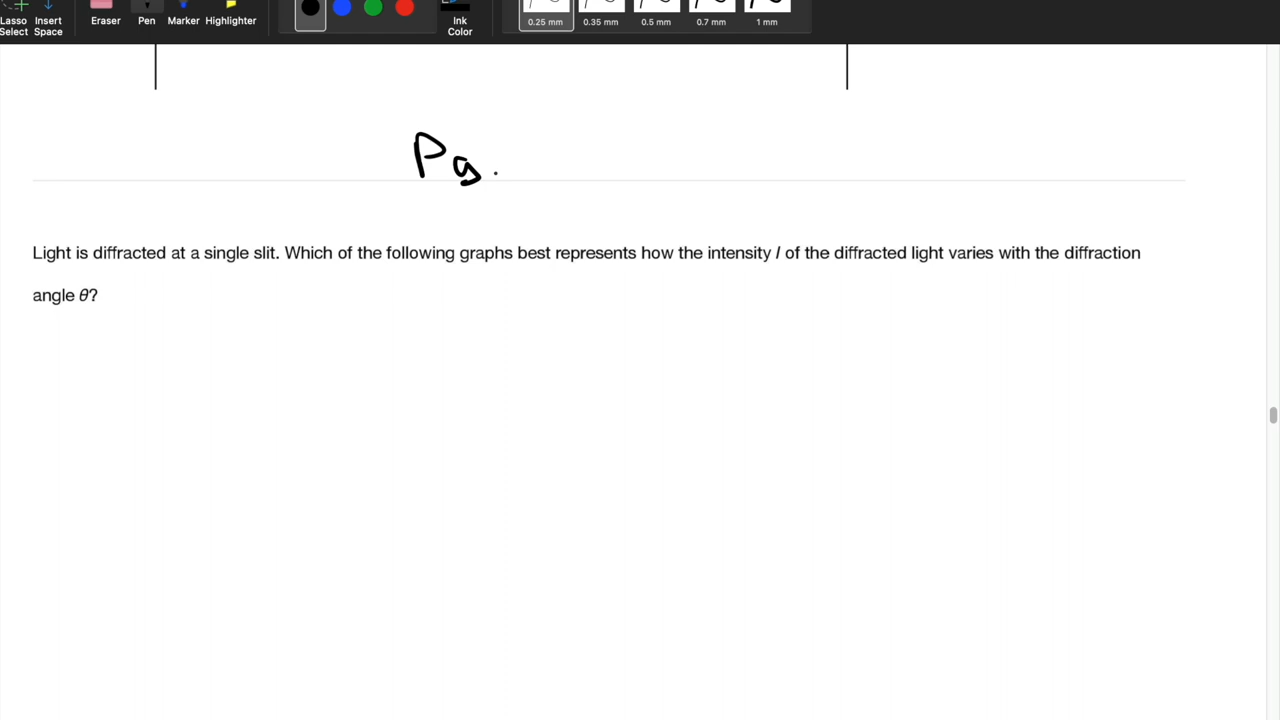 Lasso Select
Insert Space
Eraser
Pen
Marker
Highlighter
Ink Color
0.25 mm
0.35 mm
0.5 mm
0.7 mm
1 mm
Pg.
Light is diffracted at a single slit. Which of the following graphs best represents how the intensity I of the diffracted light varies with the diffraction
angle θ?